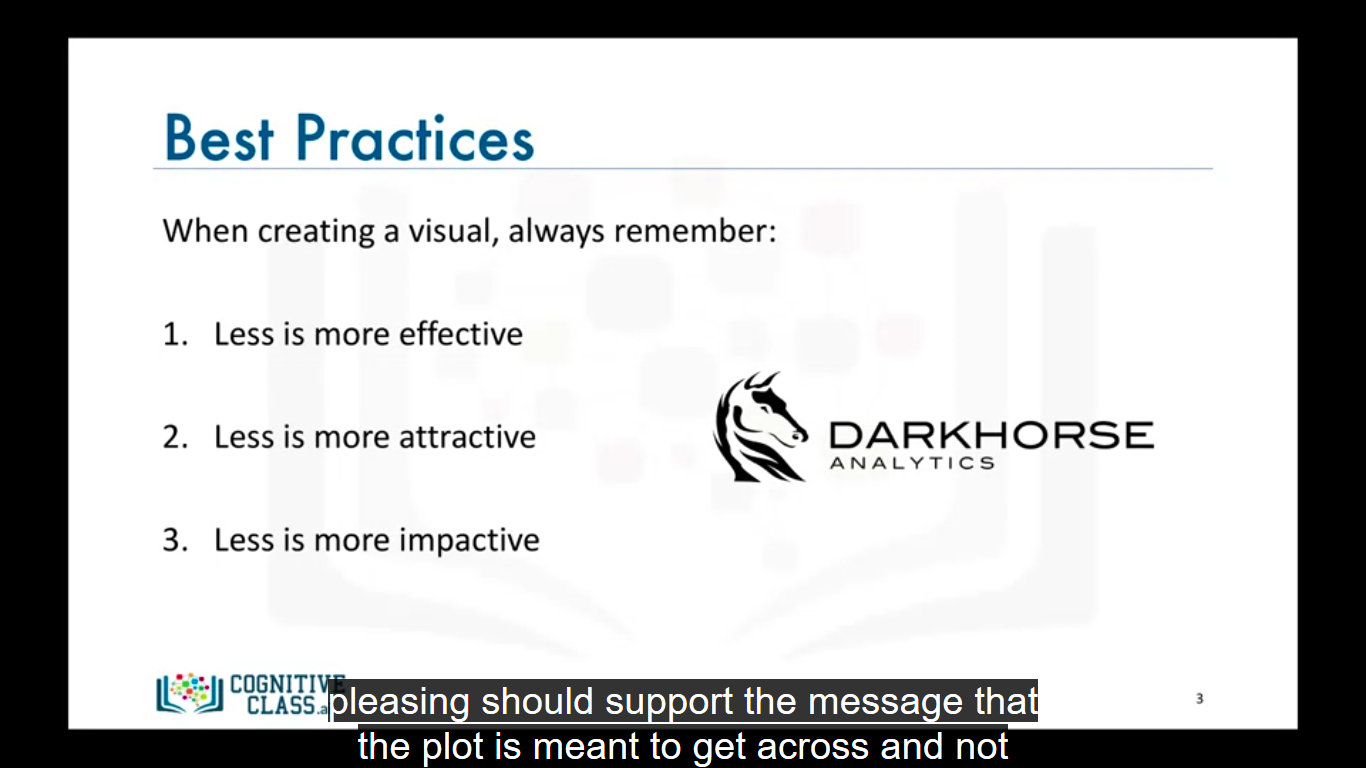 Best Practices
When creating a visual, always remember:
1. Less is more effective
2. Less is more attractive
DARKHORSE
ANALYTICS
3. Less is more impactive
COGNITIVE
CLASS.a
3
pleasing should support the message that
the plot is meant to get across and not